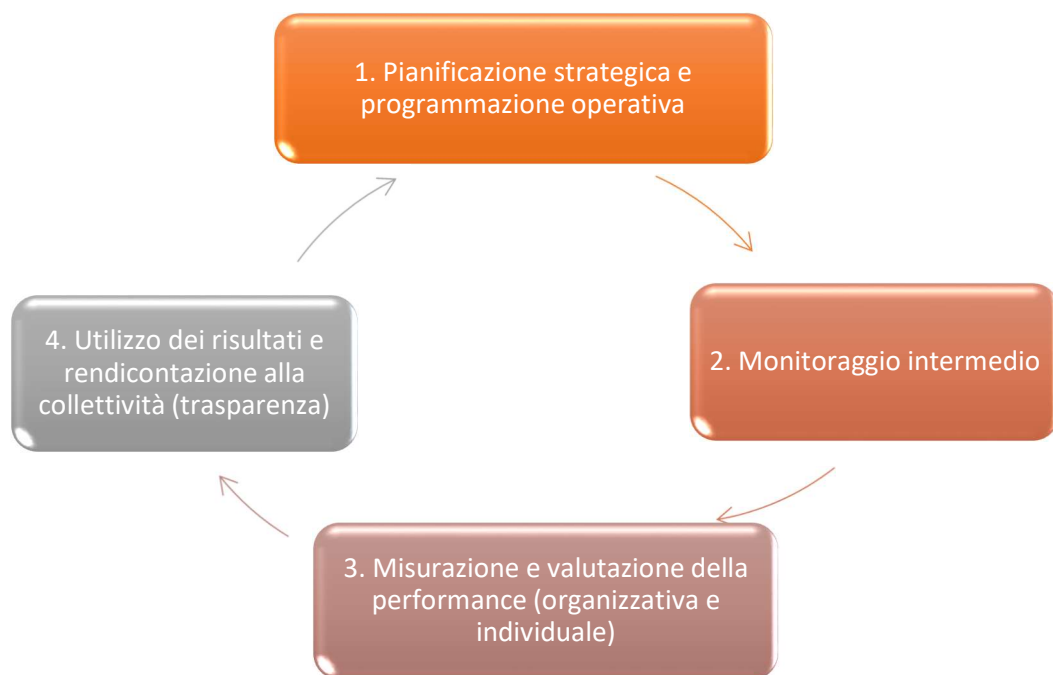 1. Pianificazione strategica e
programmazione operativa
2. Monitoraggio intermedio
3. Misurazione e valutazione della
performance (organizzativa e
individuale)
4. Utilizzo dei risultati e
rendicontazione alla
collettività (trasparenza)